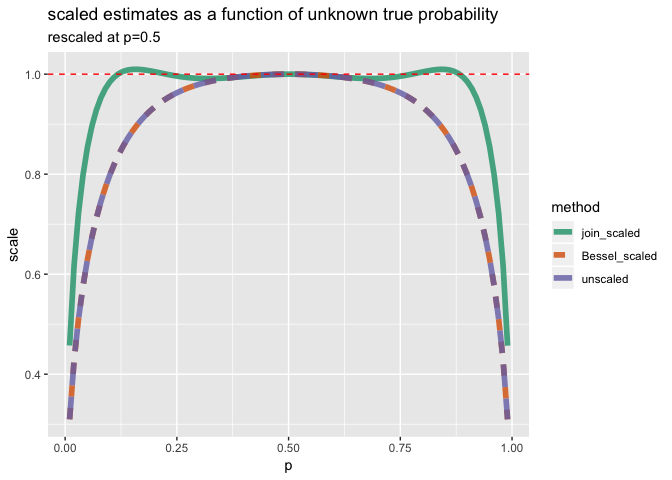 scaled estimates as a function of unknown true probability
rescaled at p=0.5
1.0
0.8
0.6
0.4
scale
0.00
0.25
0.50
0.75
1.00
p
method
join_scaled
Bessel_scaled
unscaled